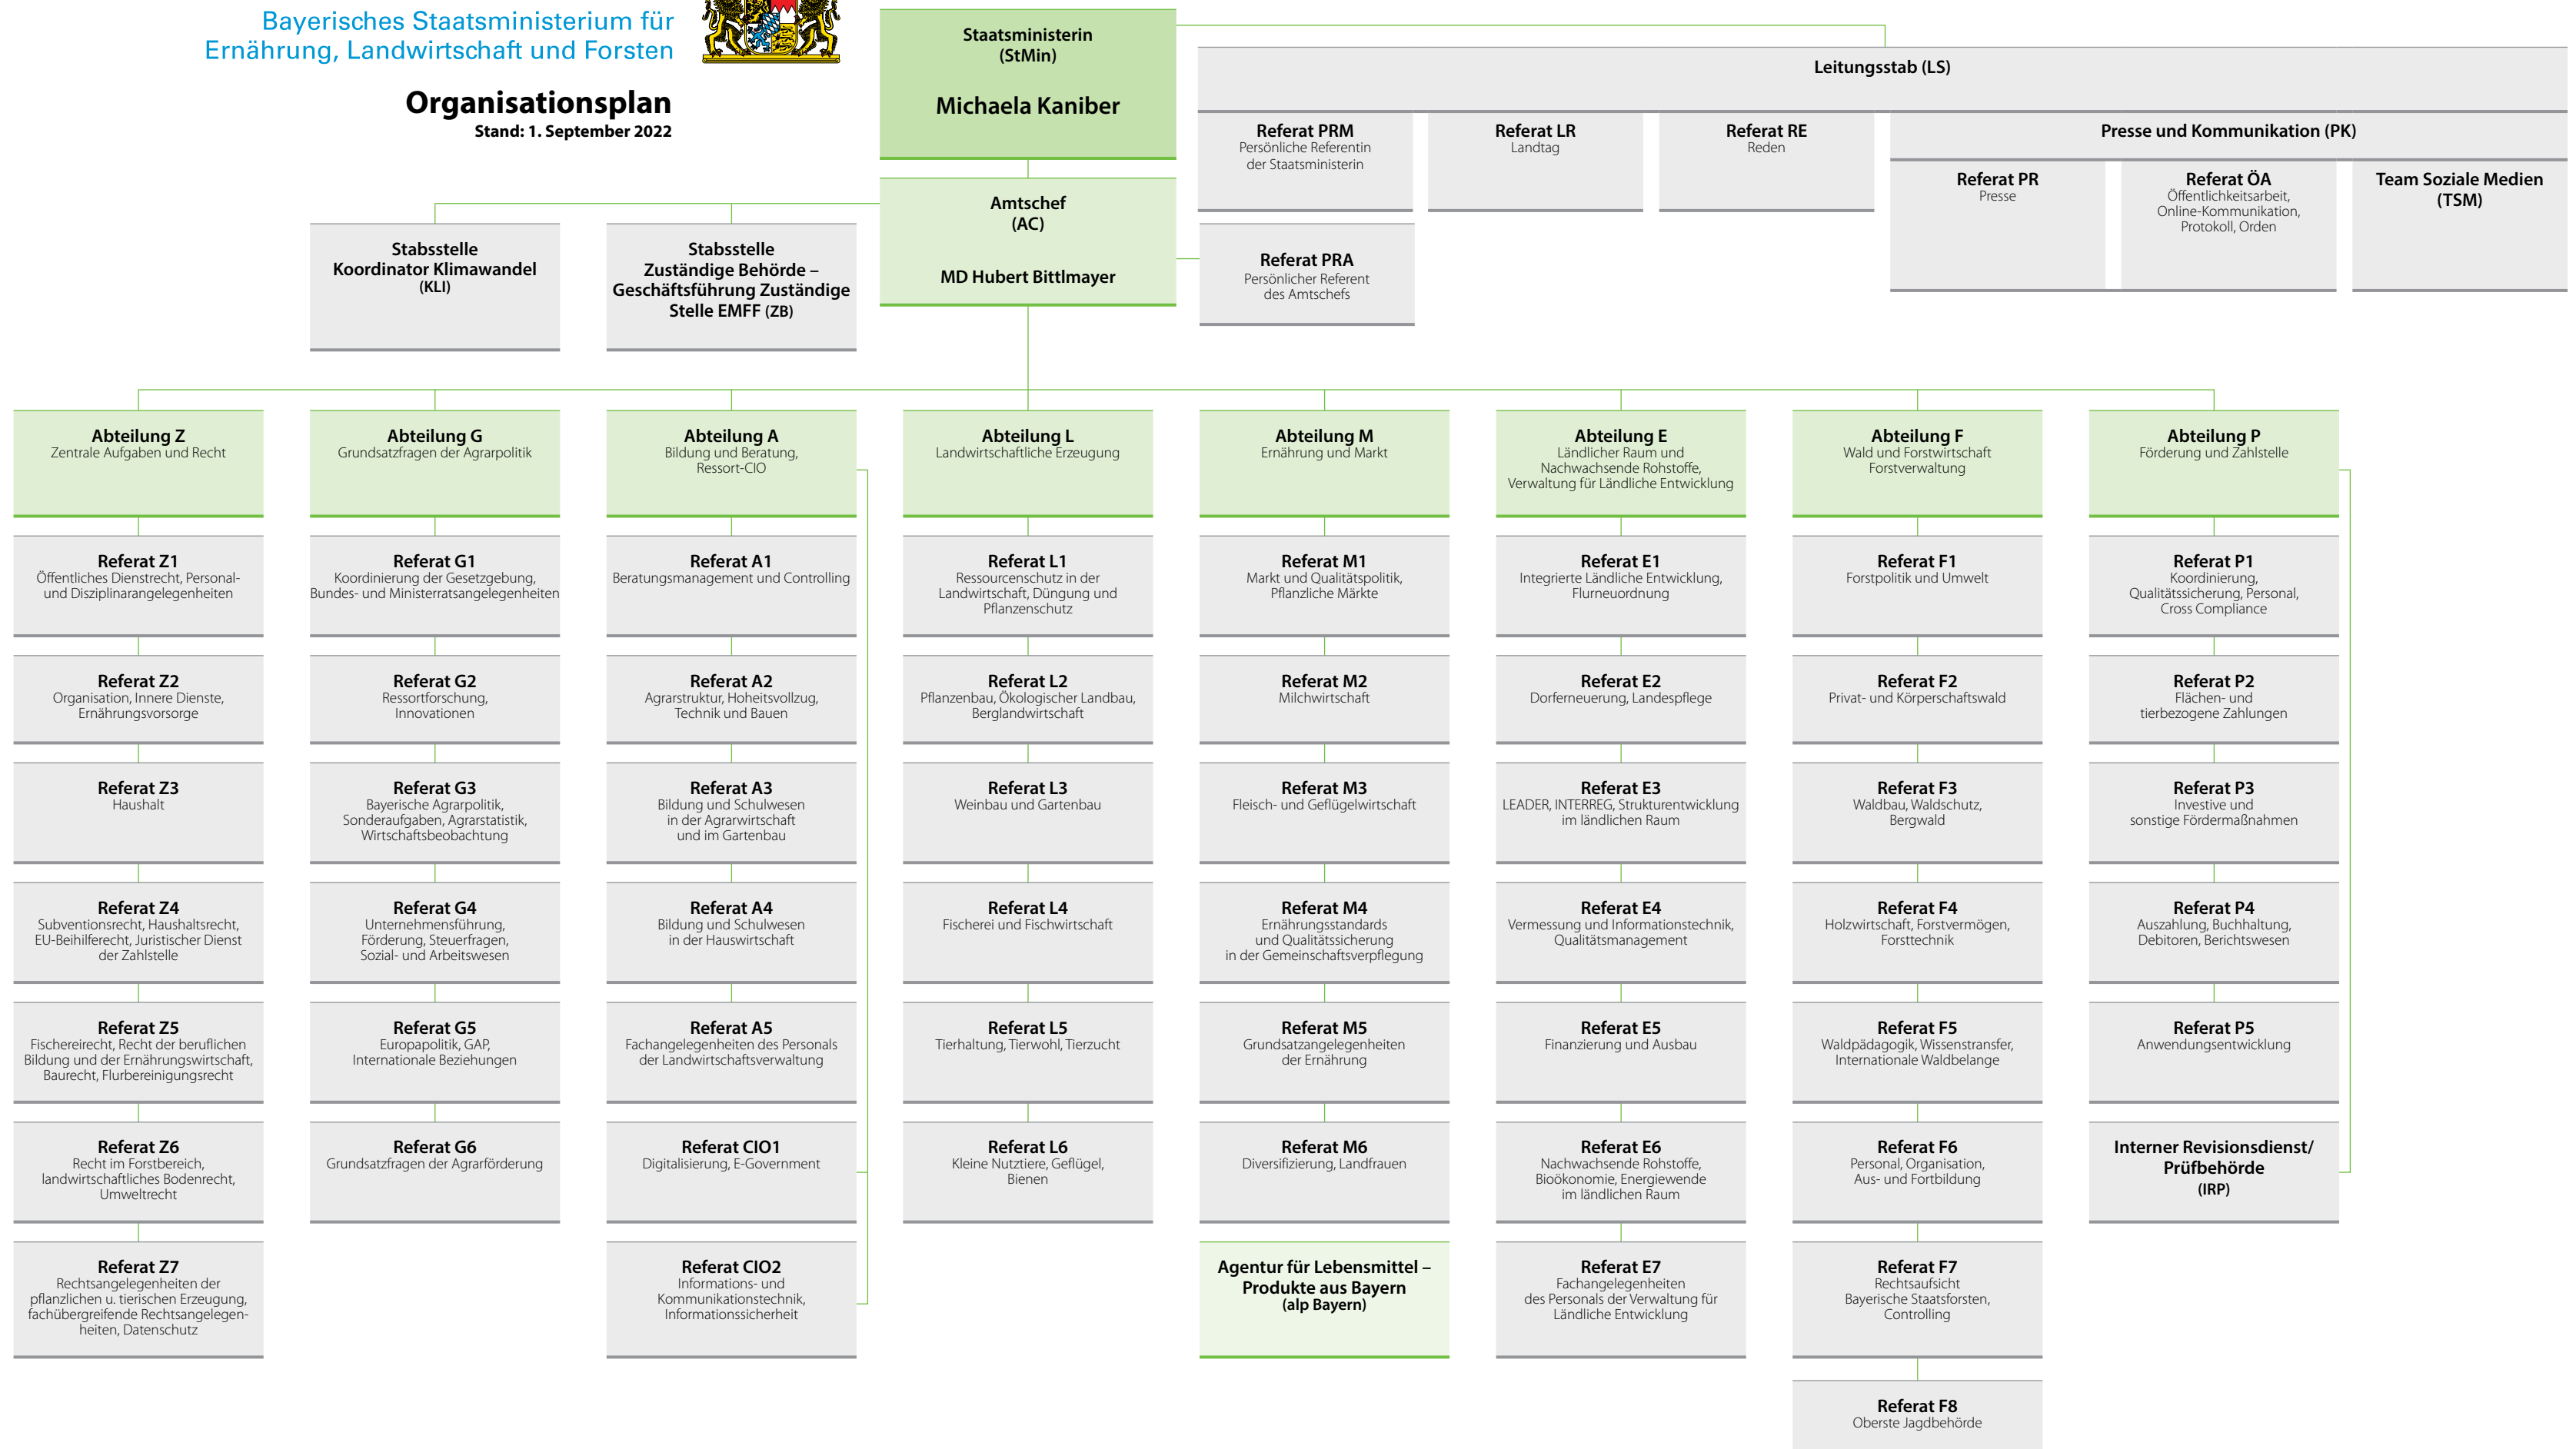 Bayerisches Staatsministerium für
Ernährung, Landwirtschaft und Forsten
Organisationsplan
Stand: 1. September 2022
Staatsministerin
(StMin)
Michaela Kaniber
Leitungsstab (LS)
Referat PRM
Persönliche Referentin
der Staatsministerin
Referat LR
Landtag
Referat RE
Reden
Presse und Kommunikation (PK)
Referat PR
Presse
Referat ÖA
Öffentlichkeitsarbeit,
Online-Kommunikation,
Protokoll, Orden
Team Soziale Medien
(TSM)
Amtschef
(AC)
MD Hubert Bittlmayer
Referat PRA
Persönlicher Referent
des Amtschefs
Stabsstelle
Koordinator Klimawandel
(KLI)
Stabsstelle
Zuständige Behörde –
Geschäftsführung Zuständige
Stelle EMFF (ZB)
Abteilung Z
Zentrale Aufgaben und Recht
Referat Z1
Öffentliches Dienstrecht, Personal-
und Disziplinarangelegenheiten
Referat Z2
Organisation, Innere Dienste,
Ernährungsvorsorge
Referat Z3
Haushalt
Referat Z4
Subventionsrecht, Haushaltsrecht,
EU-Beihilferecht, Juristischer Dienst
der Zahlstelle
Referat Z5
Fischereirecht, Recht der beruflichen
Bildung und der Ernährungswirtschaft,
Baurecht, Flurbereinigungsrecht
Referat Z6
Recht im Forstbereich,
landwirtschaftliches Bodenrecht,
Umweltrecht
Referat Z7
Rechtsangelegenheiten der
pflanzlichen u. tierischen Erzeugung,
fachübergreifende Rechtsangelegen-
heiten, Datenschutz
Abteilung G
Grundsatzfragen der Agrarpolitik
Referat G1
Koordinierung der Gesetzgebung,
Bundes- und Ministerratsangelegenheiten
Referat G2
Ressortforschung,
Innovationen
Referat G3
Bayerische Agrarpolitik,
Sonderaufgaben, Agrarstatistik,
Wirtschaftsbeobachtung
Referat G4
Unternehmensführung,
Förderung, Steuerfragen,
Sozial- und Arbeitswesen
Referat G5
Europapolitik, GAP,
Internationale Beziehungen
Referat G6
Grundsatzfragen der Agrarförderung
Abteilung A
Bildung und Beratung,
Ressort-CIO
Referat A1
Beratungsmanagement und Controlling
Referat A2
Agrarstruktur, Hoheitsvollzug,
Technik und Bauen
Referat A3
Bildung und Schulwesen
in der Agrarwirtschaft
und im Gartenbau
Referat A4
Bildung und Schulwesen
in der Hauswirtschaft
Referat A5
Fachangelegenheiten des Personals
der Landwirtschaftsverwaltung
Referat CIO1
Digitalisierung, E-Government
Referat CIO2
Informations- und
Kommunikationstechnik,
Informationssicherheit
Abteilung L
Landwirtschaftliche Erzeugung
Referat L1
Ressourcenschutz in der
Landwirtschaft, Düngung und
Pflanzenschutz
Referat L2
Pflanzenbau, Ökologischer Landbau,
Berglandwirtschaft
Referat L3
Weinbau und Gartenbau
Referat L4
Fischerei und Fischwirtschaft
Referat L5
Tierhaltung, Tierwohl, Tierzucht
Referat L6
Kleine Nutztiere, Geflügel,
Bienen
Abteilung M
Ernährung und Markt
Referat M1
Markt und Qualitätspolitik,
Pflanzliche Märkte
Referat M2
Milchwirtschaft
Referat M3
Fleisch- und Geflügelwirtschaft
Referat M4
Ernährungsstandards
und Qualitätssicherung
in der Gemeinschaftsverpflegung
Referat M5
Grundsatzangelegenheiten
der Ernährung
Referat M6
Diversifizierung, Landfrauen
Agentur für Lebensmittel –
Produkte aus Bayern
(alp Bayern)
Abteilung E
Ländlicher Raum und
Nachwachsende Rohstoffe,
Verwaltung für Ländliche Entwicklung
Referat E1
Integrierte Ländliche Entwicklung,
Flurneuordnung
Referat E2
Dorferneuerung, Landespflege
Referat E3
LEADER, INTERREG, Strukturentwicklung
im ländlichen Raum
Referat E4
Vermessung und Informationstechnik,
Qualitätsmanagement
Referat E5
Finanzierung und Ausbau
Referat E6
Nachwachsende Rohstoffe,
Bioökonomie, Energiewende
im ländlichen Raum
Referat E7
Fachangelegenheiten
des Personals der Verwaltung für
Ländliche Entwicklung
Abteilung F
Wald und Forstwirtschaft
Forstverwaltung
Referat F1
Forstpolitik und Umwelt
Referat F2
Privat- und Körperschaftswald
Referat F3
Waldbau, Waldschutz,
Bergwald
Referat F4
Holzwirtschaft, Forstvermögen,
Forsttechnik
Referat F5
Waldpädagogik, Wissenstransfer,
Internationale Waldbelange
Referat F6
Personal, Organisation,
Aus- und Fortbildung
Referat F7
Rechtsaufsicht
Bayerische Staatsforsten,
Controlling
Referat F8
Oberste Jagdbehörde
Abteilung P
Förderung und Zahlstelle
Referat P1
Koordinierung,
Qualitätssicherung, Personal,
Cross Compliance
Referat P2
Flächen- und
tierbezogene Zahlungen
Referat P3
Investive und
sonstige Fördermaßnahmen
Referat P4
Auszahlung, Buchhaltung,
Debitoren, Berichtswesen
Referat P5
Anwendungsentwicklung
Interner Revisionsdienst/
Prüfbehörde
(IRP)